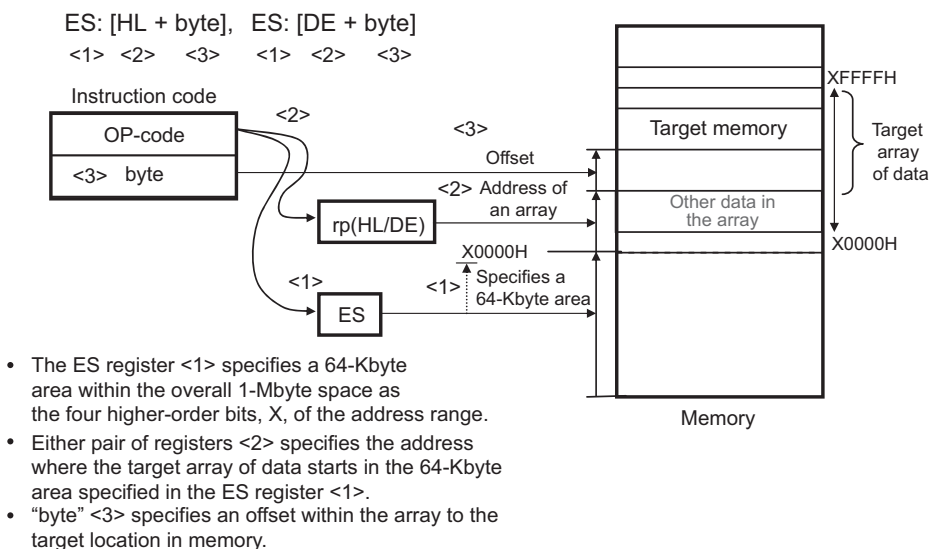 ES: [HL + byte], ES: [DE + byte]
<1> <2> <3> <1> <2> <3>
Instruction code
OP-code
<3> byte
<2>
<3>
Offset
<2> Address of
an array
rp(HL/DE)
X0000H
<1>
<1> Specifies a
64-Kbyte area
ES
XFFFFH
Target memory
Target
array
of data
Other data in
the array
X0000H
Memory
• The ES register <1> specifies a 64-Kbyte
area within the overall 1-Mbyte space as
the four higher-order bits, X, of the address range.
• Either pair of registers <2> specifies the address
where the target array of data starts in the 64-Kbyte
area specified in the ES register <1>.
• “byte” <3> specifies an offset within the array to the
target location in memory.